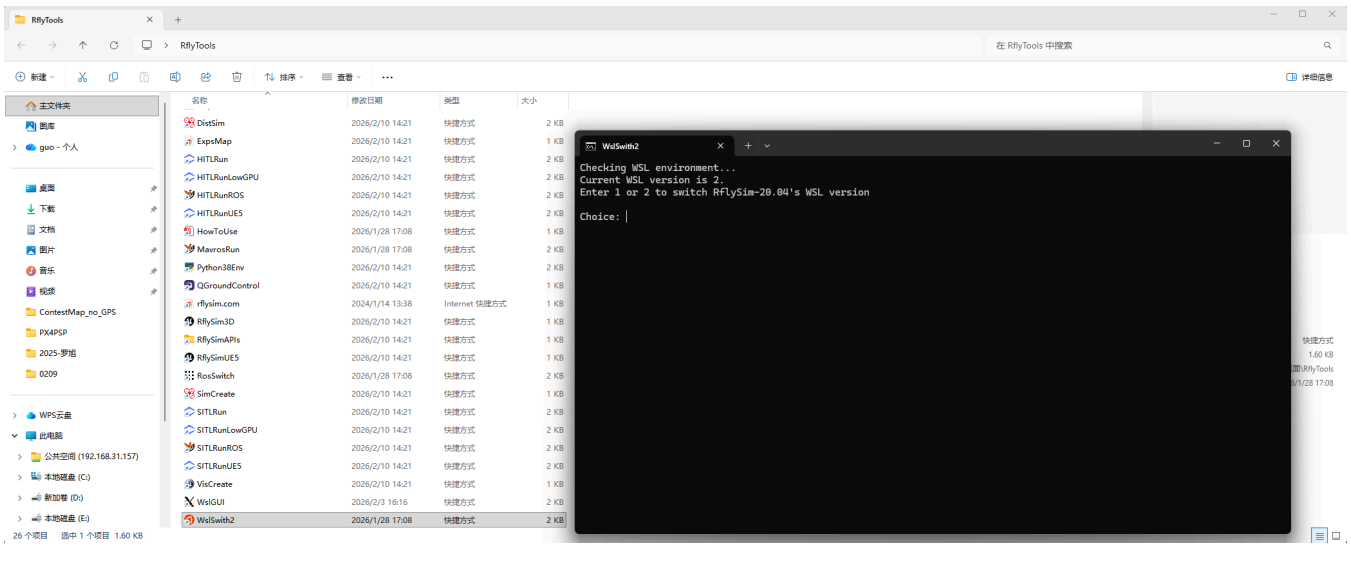 RflyTools
RflyTools
在 RflyTools 中搜索
新建
排序
查看
详细信息
主文件夹
图库
guo - 个人
桌面
下载
文档
图片
音乐
视频
ContestMap_no_GPS
PX4PSP
2025-罗旭
0209
WPS云盘
此电脑
公共空间 (192.168.31.157)
本地磁盘 (C:)
新加卷 (D:)
本地磁盘 (E:)
名称 修改日期 类型 大小
DistSim 2026/2/10 14:21 快捷方式 2 KB
ExpsMap 2026/2/10 14:21 快捷方式 1 KB
HITLRun 2026/2/10 14:21 快捷方式 2 KB
HITLRunLowGPU 2026/2/10 14:21 快捷方式 2 KB
HITLRunROS 2026/2/10 14:21 快捷方式 2 KB
HITLRunUE5 2026/2/10 14:21 快捷方式 2 KB
HowToUse 2026/1/28 17:08 快捷方式 1 KB
MavrosRun 2026/1/28 17:08 快捷方式 2 KB
Python38Env 2026/2/10 14:21 快捷方式 2 KB
QGroundControl 2026/2/10 14:21 快捷方式 1 KB
rflysim.com 2024/1/14 13:38 Internet 快捷方式 1 KB
RflySim3D 2026/2/10 14:21 快捷方式 1 KB
RflySimAPIs 2026/2/10 14:21 快捷方式 1 KB
RflySimUE5 2026/2/10 14:21 快捷方式 1 KB
RosSwitch 2026/1/28 17:08 快捷方式 2 KB
SimCreate 2026/2/10 14:21 快捷方式 1 KB
SITLRun 2026/2/10 14:21 快捷方式 2 KB
SITLRunLowGPU 2026/2/10 14:21 快捷方式 2 KB
SITLRunROS 2026/2/10 14:21 快捷方式 2 KB
SITLRunUE5 2026/2/10 14:21 快捷方式 2 KB
VisCreate 2026/2/10 14:21 快捷方式 1 KB
WslGUI 2026/2/3 16:16 快捷方式 2 KB
WslSwith2 2026/1/28 17:08 快捷方式 2 KB
WslSwith2
Checking WSL environment...
Current WSL version is 2.
Enter 1 or 2 to switch RflySim-20.04's WSL version
Choice:
快捷方式
1.60 KB
面\RflyTools
6/1/28 17:08
26 个项目 选中 1 个项目 1.60 KB